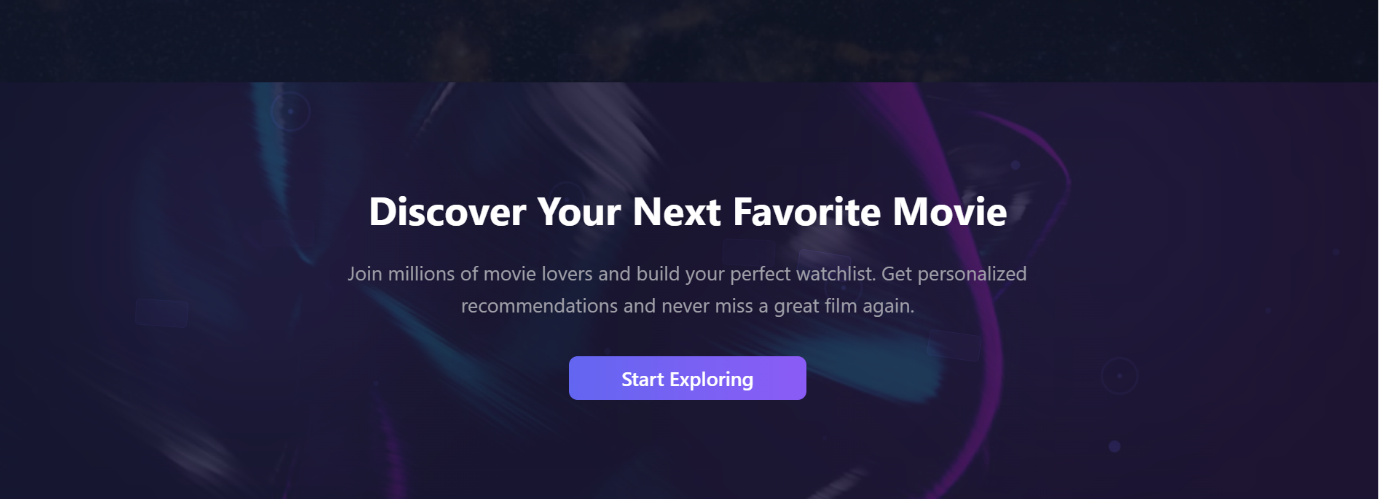 Discover Your Next Favorite Movie
Join millions of movie lovers and build your perfect watchlist. Get personalized
recommendations and never miss a great film again.
Start Exploring